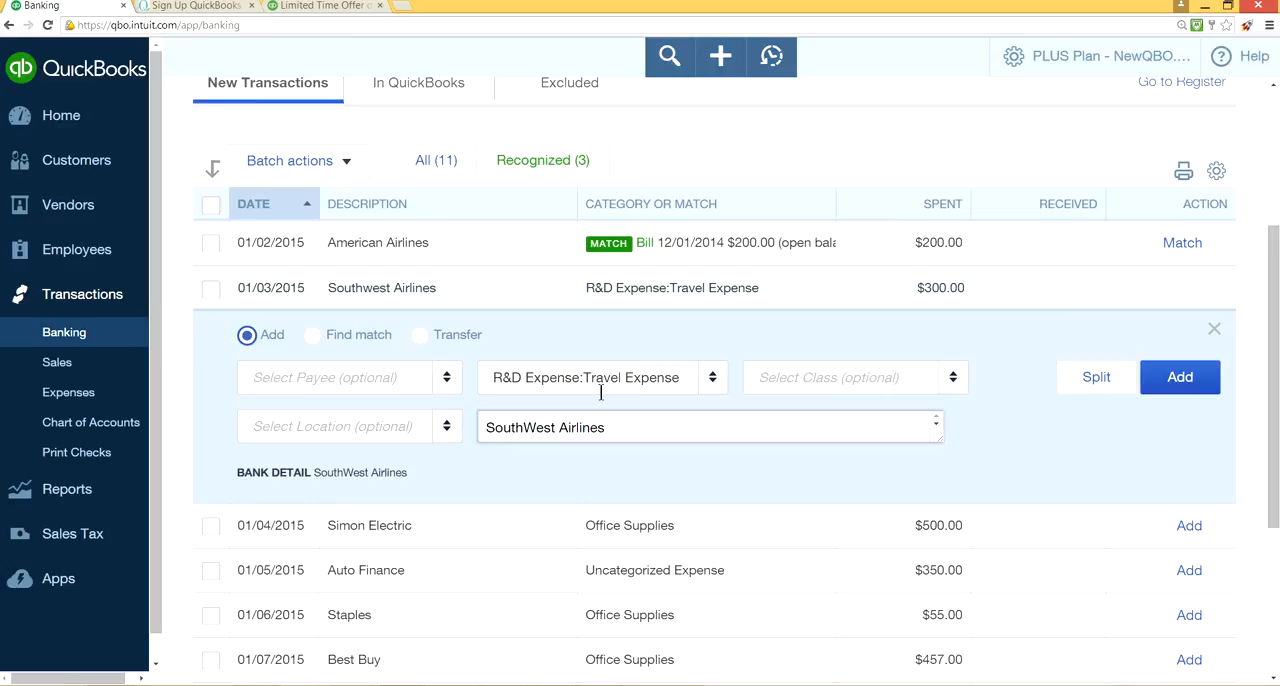 Banking × Sign Up QuickBooks × Limited Time Offer ×
https://qbo.intuit.com/app/banking
qb QuickBooks
PLUS Plan - NewQBO.... ? Help
New Transactions In QuickBooks Excluded Go to Register
Home
Customers
Vendors
Employees
Transactions
Banking
Sales
Expenses
Chart of Accounts
Print Checks
Reports
Sales Tax
Apps
Batch actions All (11) Recognized (3)
DATE DESCRIPTION CATEGORY OR MATCH SPENT RECEIVED ACTION
01/02/2015 American Airlines MATCH Bill 12/01/2014 $200.00 (open bala $200.00 Match
01/03/2015 Southwest Airlines R&D Expense:Travel Expense $300.00
Add Find match Transfer
Select Payee (optional) R&D Expense:Travel Expense Select Class (optional) Split Add
Select Location (optional) SouthWest Airlines
BANK DETAIL SouthWest Airlines
01/04/2015 Simon Electric Office Supplies $500.00 Add
01/05/2015 Auto Finance Uncategorized Expense $350.00 Add
01/06/2015 Staples Office Supplies $55.00 Add
01/07/2015 Best Buy Office Supplies $457.00 Add